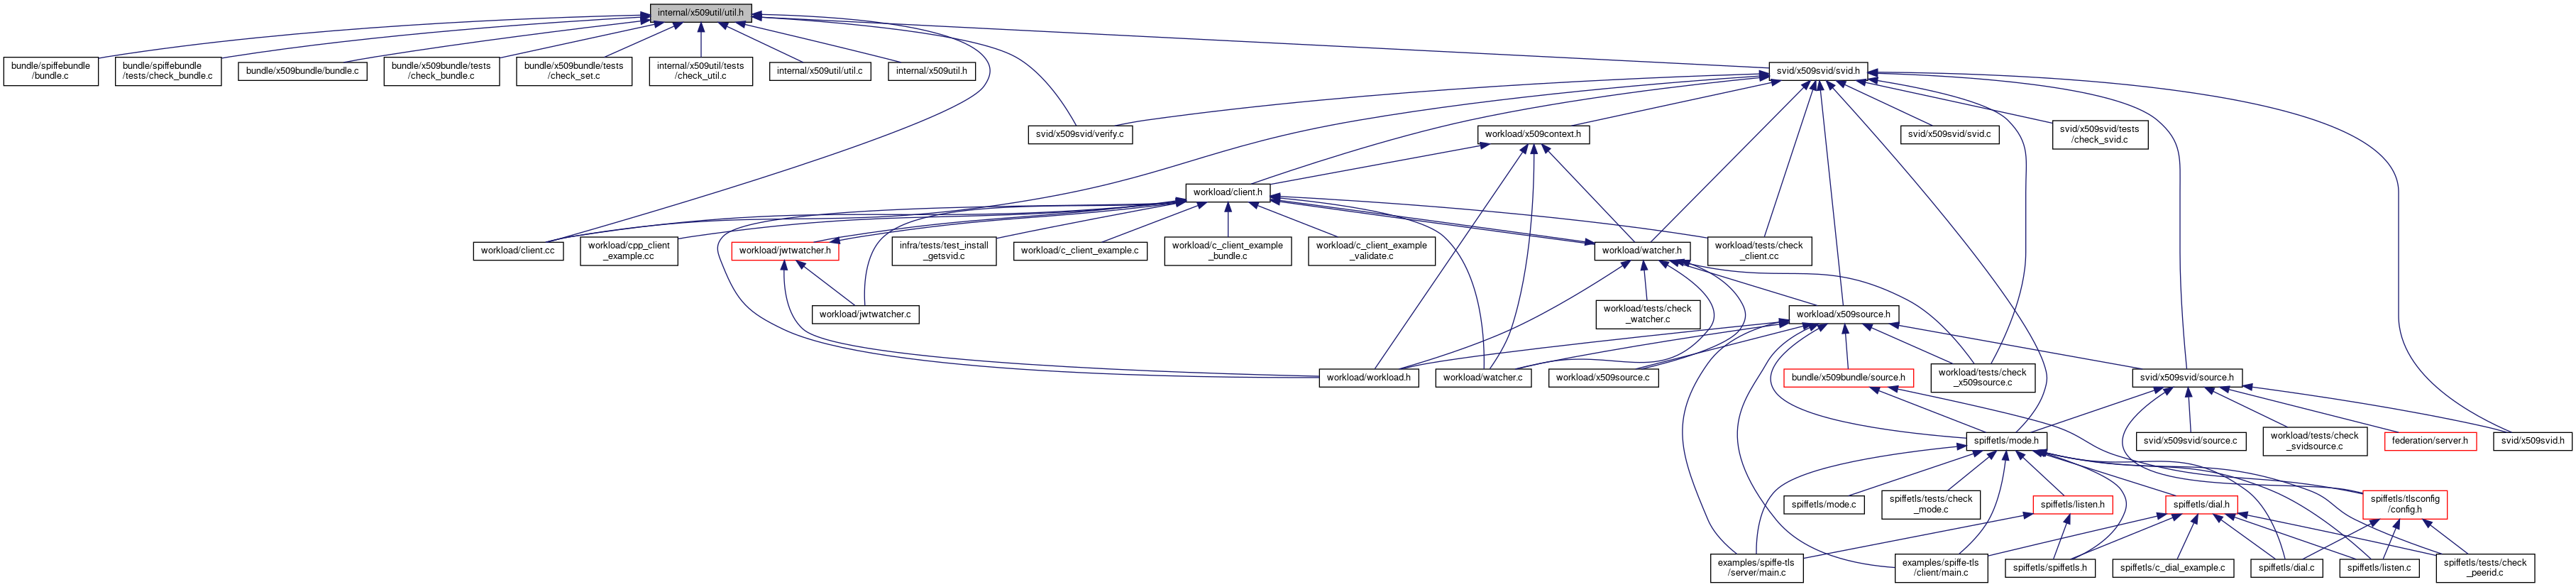 internal/x509util/util.h
bundle/spiffebundle
/bundle.c
bundle/spiffebundle
/tests/check_bundle.c
bundle/x509bundle/bundle.c
bundle/x509bundle/tests
/check_bundle.c
bundle/x509bundle/tests
/check_set.c
internal/x509util/tests
/check_util.c
internal/x509util/util.c
internal/x509util.h
svid/x509svid/svid.h
svid/x509svid/verify.c
workload/x509context.h
svid/x509svid/svid.c
svid/x509svid/tests
/check_svid.c
workload/client.h
workload/client.cc
workload/cpp_client
_example.cc
workload/jwtwatcher.h
infra/tests/test_install
_getsvid.c
workload/c_client_example.c
workload/c_client_example
_bundle.c
workload/c_client_example
_validate.c
workload/watcher.h
workload/tests/check
_client.cc
workload/jwtwatcher.c
workload/tests/check
_watcher.c
workload/x509source.h
workload/workload.h
workload/watcher.c
workload/x509source.c
bundle/x509bundle/source.h
workload/tests/check
_x509source.c
svid/x509svid/source.h
spiffetls/mode.h
svid/x509svid/source.c
workload/tests/check
_svidsource.c
federation/server.h
svid/x509svid.h
spiffetls/mode.c
spiffetls/tests/check
_mode.c
spiffetls/listen.h
spiffetls/dial.h
spiffetls/tlsconfig
/config.h
examples/spiffe-tls
/server/main.c
examples/spiffe-tls
/client/main.c
spiffetls/spiffetls.h
spiffetls/c_dial_example.c
spiffetls/dial.c
spiffetls/listen.c
spiffetls/tests/check
_peerid.c